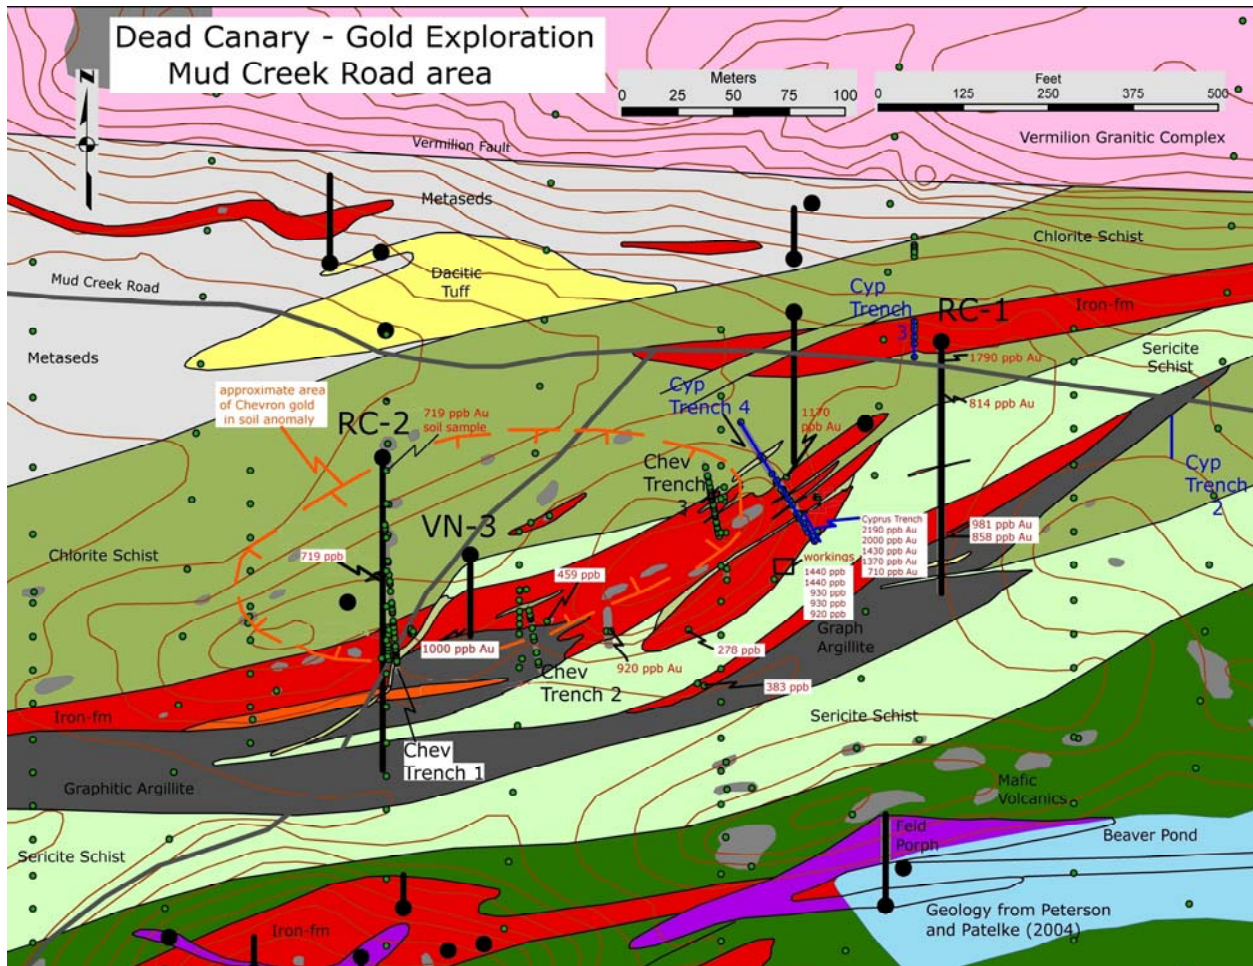 Dead Canary - Gold Exploration
Mud Creek Road area
N
Meters
0 25 50 75 100
Feet
0 125 250 375 500
Vermilion Granitic Complex
Vermilion Fault
Metaseds
Chlorite Schist
Dacitic
Tuff
Mud Creek Road
Cyp
Trench
3
Iron-fm
RC-1
Metaseds
Sericite
Schist
1790 ppb Au
approximate area
of Chevron gold
in soil anomaly
Cyp
Trench 4
814 ppb Au
RC-2
719 ppb Au
soil sample
1170
ppb Au
Chev
Trench
3
Cyp
Trench
2
VN-3
Cyprus Trench
2190 ppb Au
2000 ppb Au
1430 ppb Au
1370 ppb Au
710 ppb Au
981 ppb Au
858 ppb Au
Chlorite Schist
719 ppb
459 ppb
workings
1440 ppb
1440 ppb
930 ppb
930 ppb
920 ppb
Graph
Argillite
1000 ppb Au
920 ppb Au
278 ppb
Chev
Trench 2
383 ppb
Iron-fm
Sericite Schist
Chev
Trench 1
Graphitic Argillite
Mafic
Volcanics
Feld
Porph
Beaver Pond
Sericite Schist
Geology from Peterson
and Patelke (2004)
Iron-fm